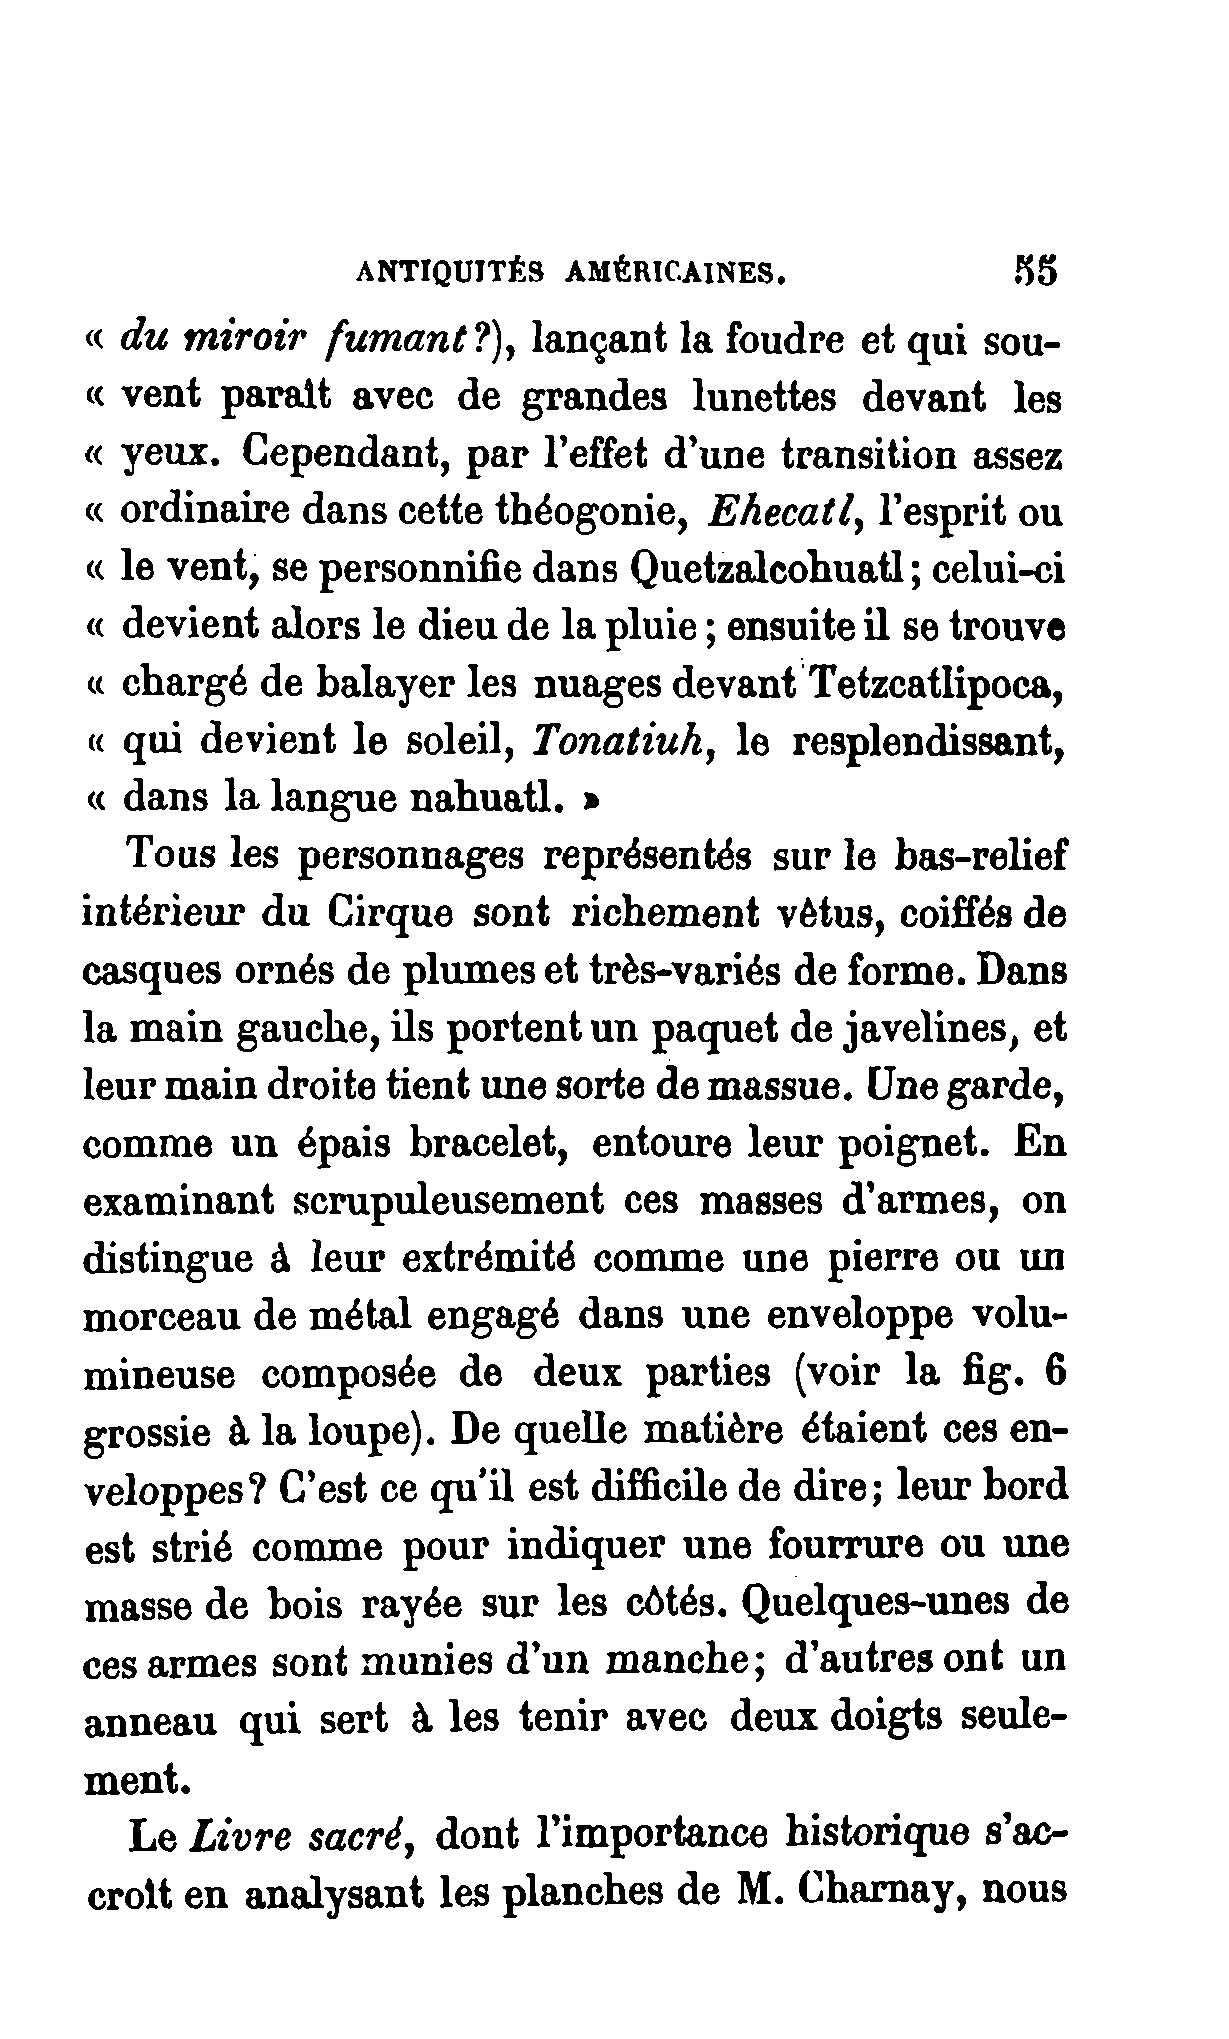 ANTIQUITÉS AMÉRICAINES. 55
« du miroir fumant?), lançant la foudre et qui sou-
« vent paraît avec de grandes lunettes devant les
« yeux. Cependant, par l'effet d'une transition assez
« ordinaire dans cette théogonie, Ehecatl, l'esprit ou
« le vent, se personnifie dans Quetzalcohuatl; celui-ci
« devient alors le dieu de la pluie; ensuite il se trouve
« chargé de balayer les nuages devant Tetzcatlipoca,
« qui devient le soleil, Tonatiuh, le resplendissant,
« dans la langue nahuatl. »
Tous les personnages représentés sur le bas-relief
intérieur du Cirque sont richement vêtus, coiffés de
casques ornés de plumes et très-variés de forme. Dans
la main gauche, ils portent un paquet de javelines, et
leur main droite tient une sorte de massue. Une garde,
comme un épais bracelet, entoure leur poignet. En
examinant scrupuleusement ces masses d'armes, on
distingue à leur extrémité comme une pierre ou un
morceau de métal engagé dans une enveloppe volu-
mineuse composée de deux parties (voir la fig. 6
grossie à la loupe). De quelle matière étaient ces en-
veloppes? C'est ce qu'il est difficile de dire; leur bord
est strié comme pour indiquer une fourrure ou une
masse de bois rayée sur les côtés. Quelques-unes de
ces armes sont munies d'un manche; d'autres ont un
anneau qui sert à les tenir avec deux doigts seule-
ment.
Le Livre sacré, dont l'importance historique s'ac-
croît en analysant les planches de M. Charnay, nous